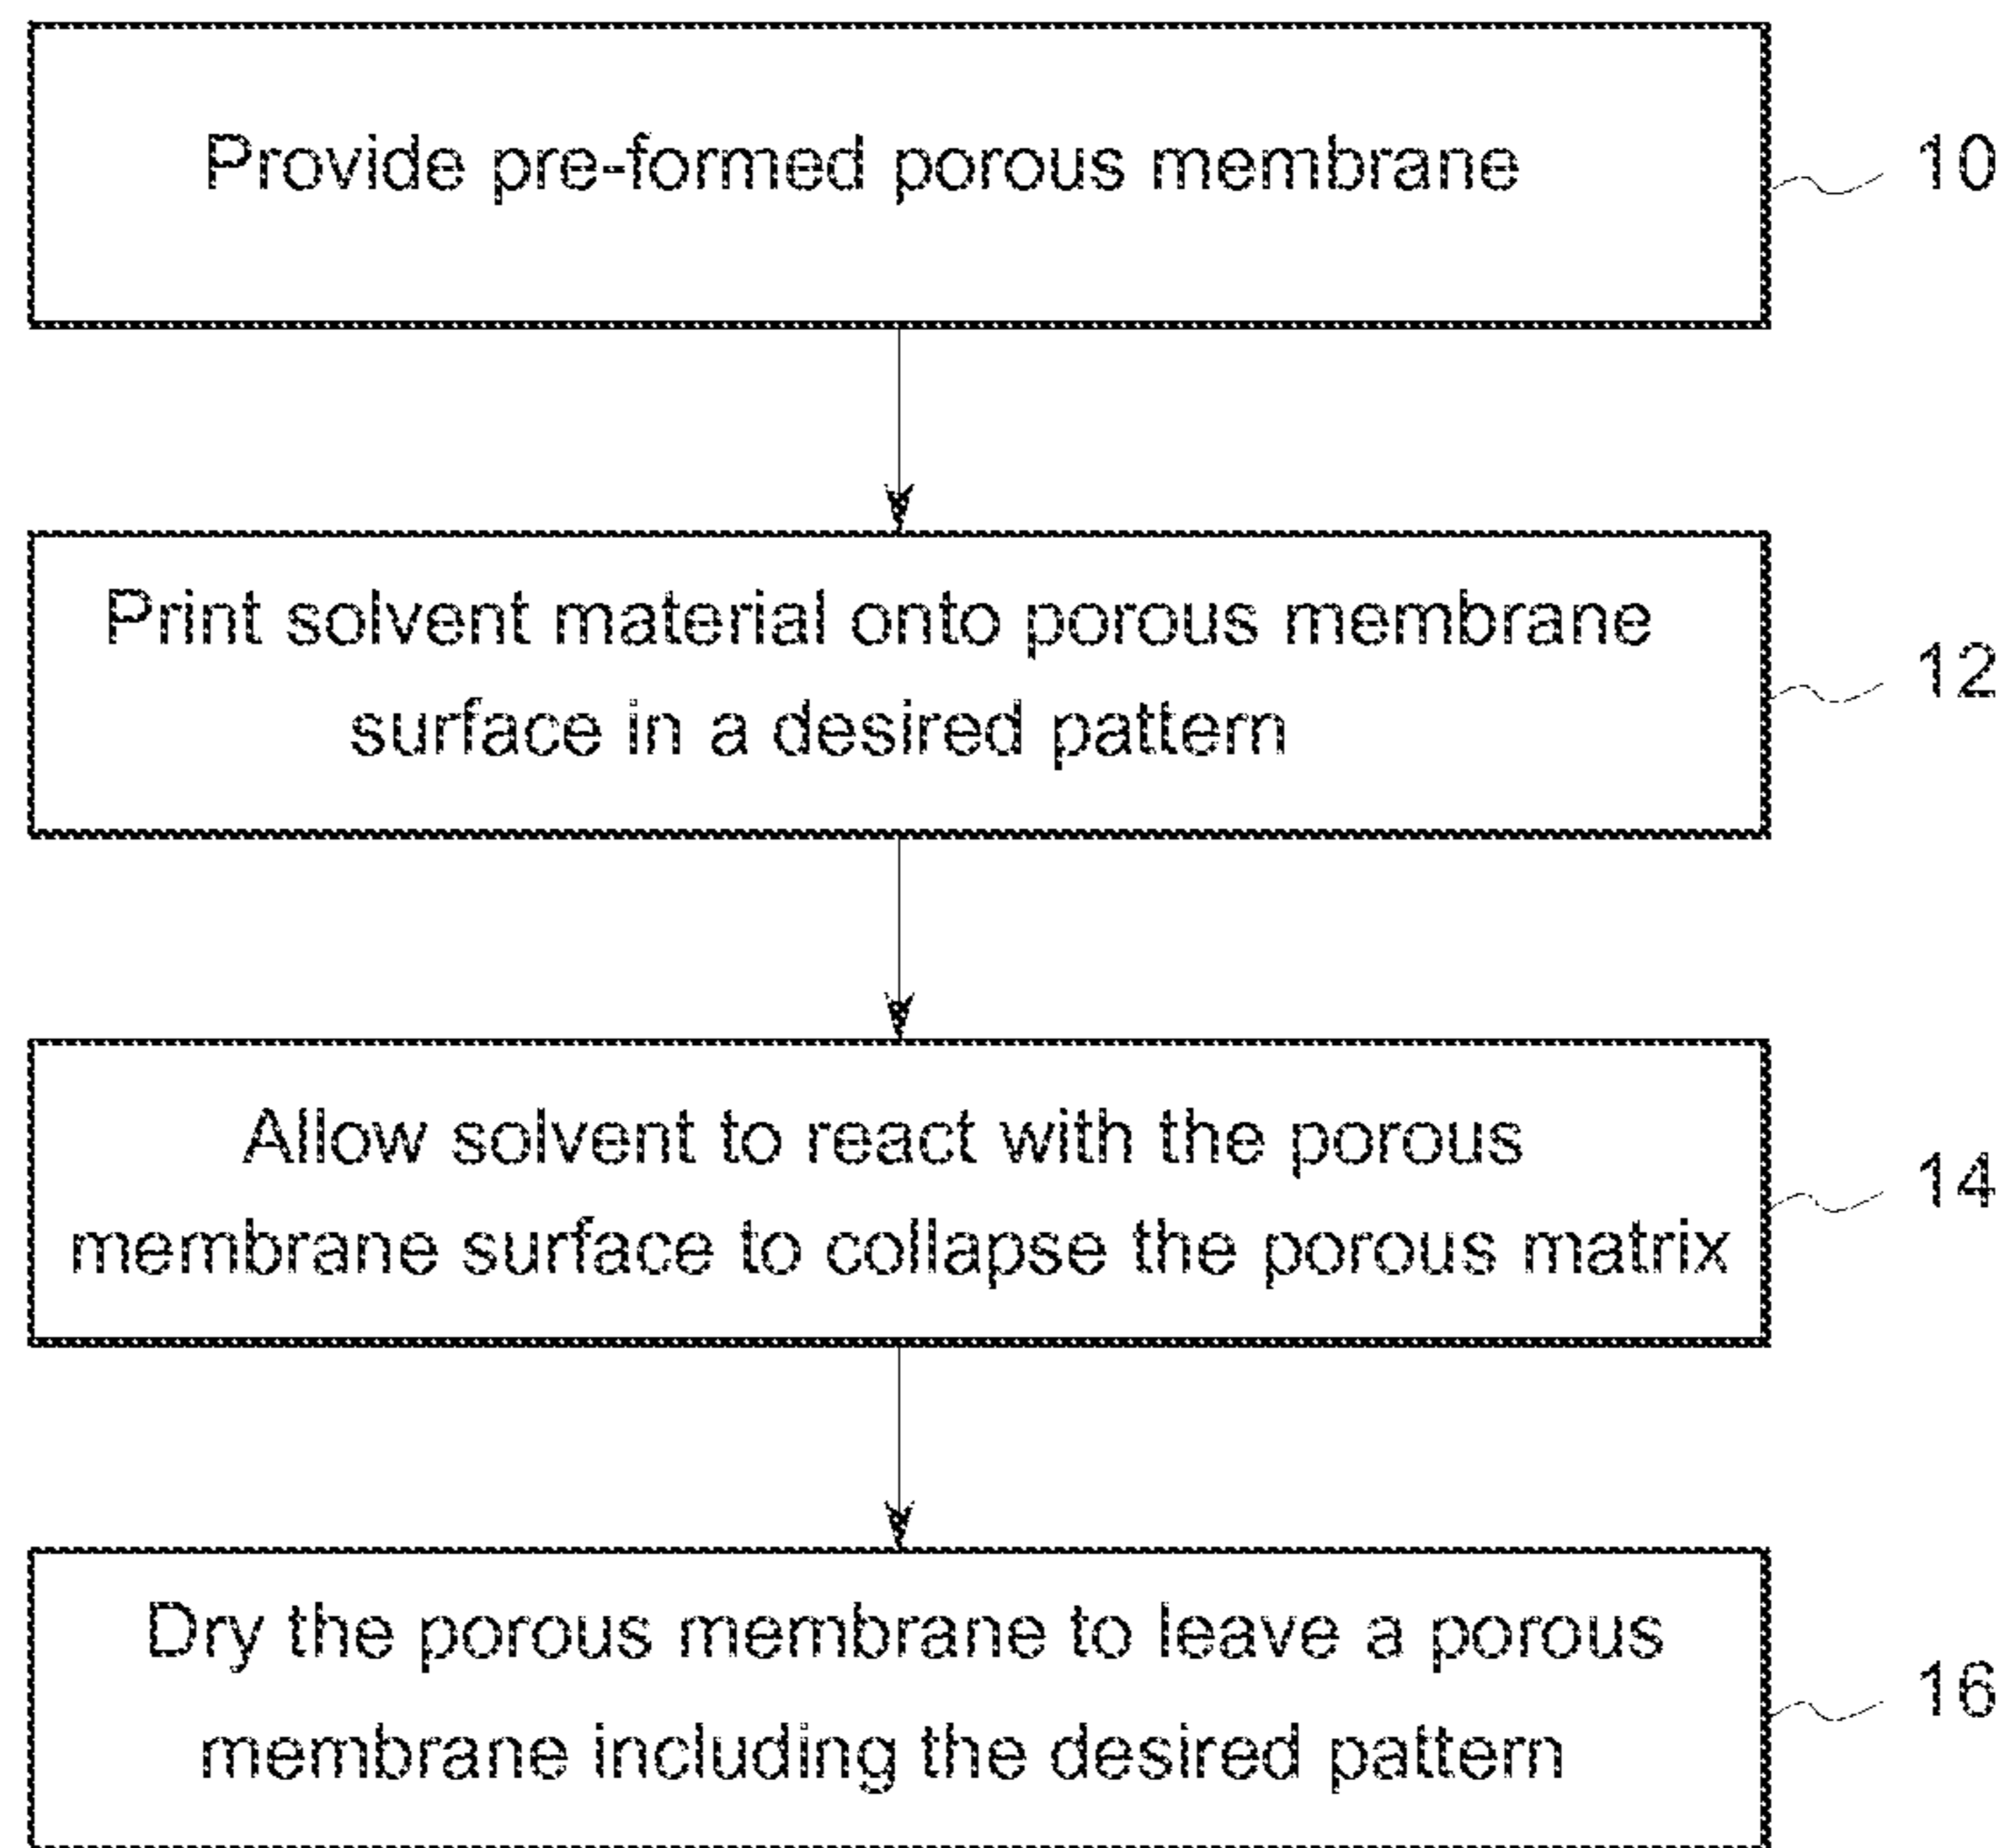 Provide pre-formed porous membrane
10
Print solvent material onto porous membrane
surface in a desired pattern
12
Allow solvent to react with the porous
membrane surface to collapse the porous matrix
14
Dry the porous membrane to leave a porous
membrane including the desired pattern
16